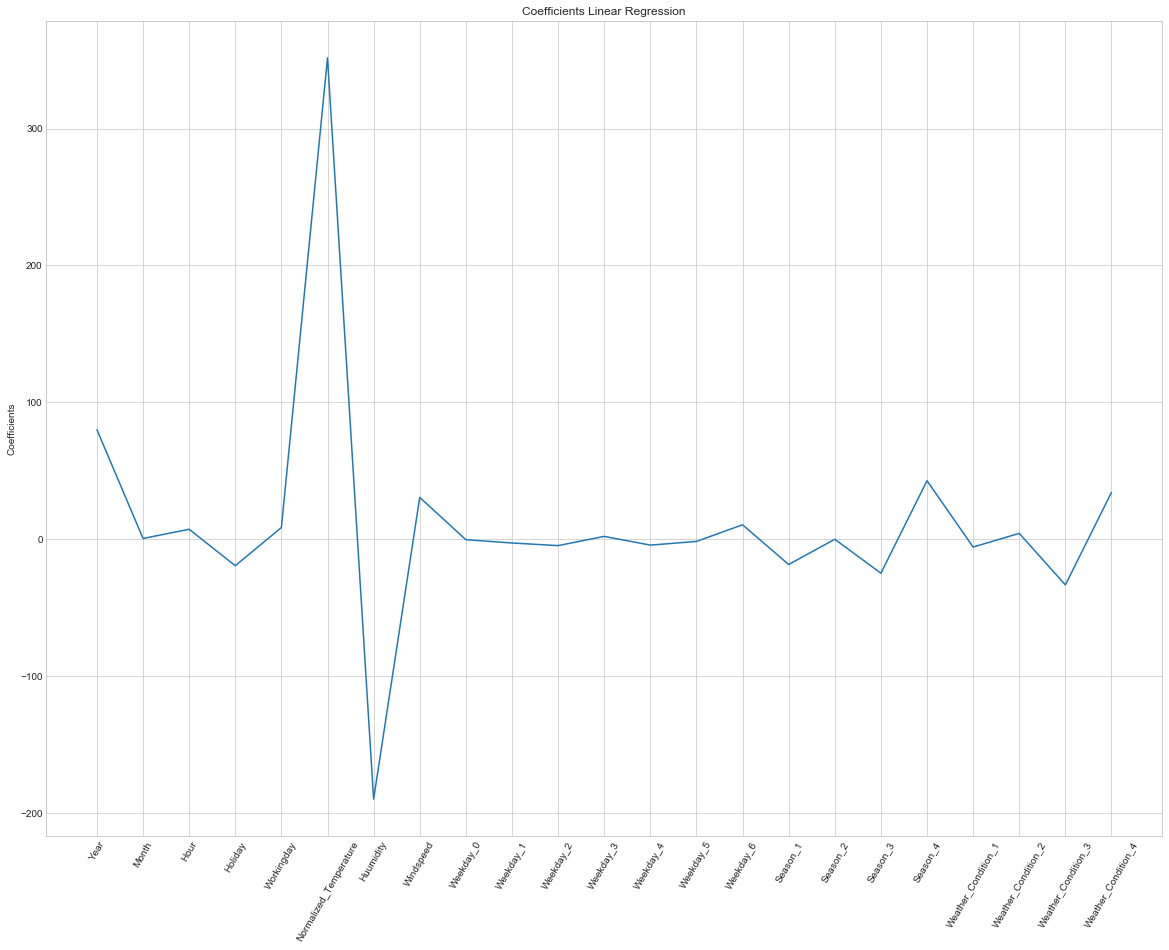 Coefficients Linear Regression
Coefficients
300
200
100
0
−100
−200
Year
Month
Hour
Holiday
Workingday
Normalized_Temperature
Huumidity
Windspeed
Weekday_0
Weekday_1
Weekday_2
Weekday_3
Weekday_4
Weekday_5
Weekday_6
Season_1
Season_2
Season_3
Season_4
Weather_Condition_1
Weather_Condition_2
Weather_Condition_3
Weather_Condition_4